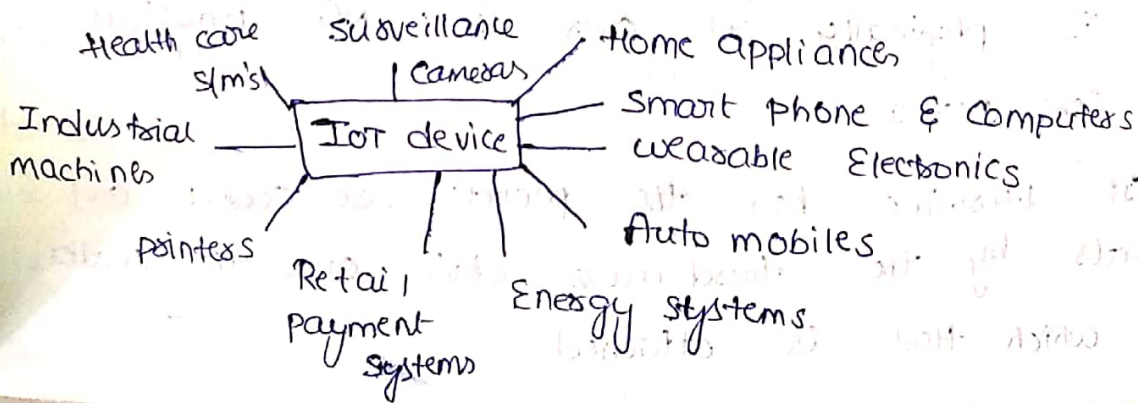 Health care
s/m's
Surveillance
Cameras
Home appliances
Smart phone & Computers
wearable Electronics
Auto mobiles
Energy systems
Retail
payment
systems
printers
Industrial
machines
IOT device